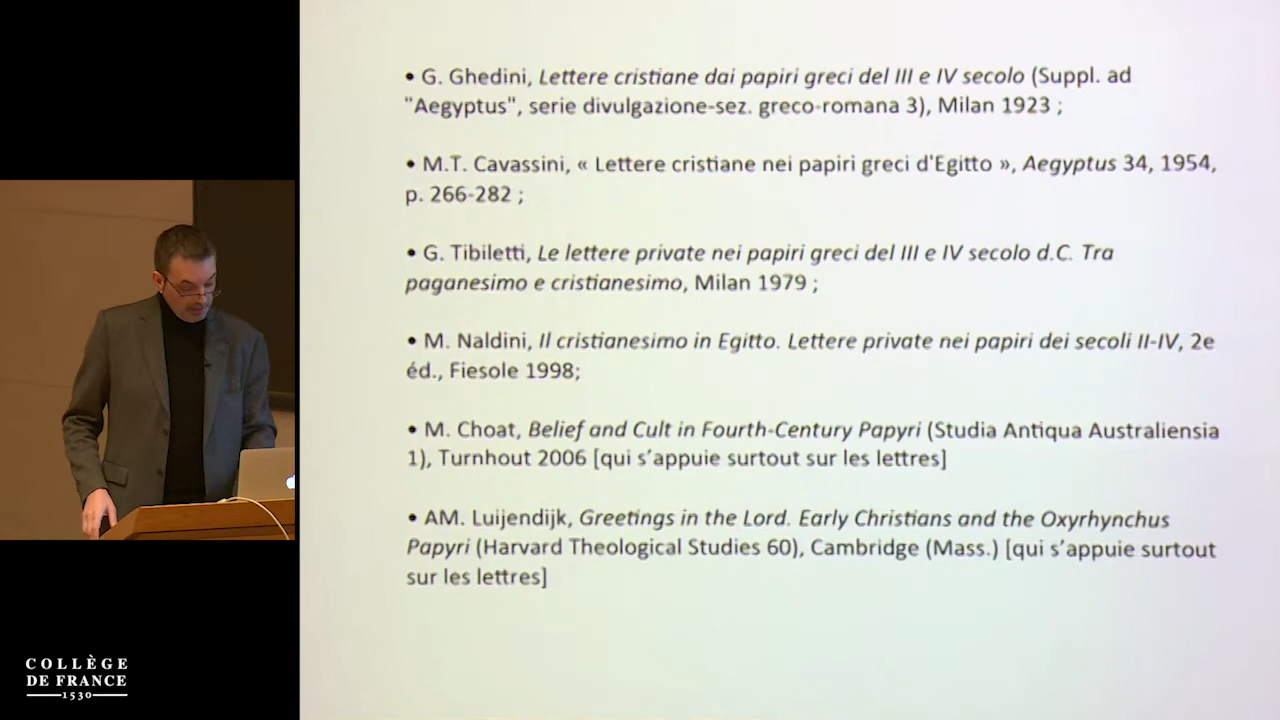 • G. Ghedini, Lettere cristiane dai papiri greci del III e IV secolo (Suppl. ad
"Aegyptus", serie divulgazione-sez. greco-romana 3), Milan 1923 ;
• M.T. Cavassini, « Lettere cristiane nei papiri greci d'Egitto », Aegyptus 34, 1954,
p. 266-282 ;
• G. Tibiletti, Le lettere private nei papiri greci del III e IV secolo d.C. Tra
paganesimo e cristianesimo, Milan 1979 ;
• M. Naldini, Il cristianesimo in Egitto. Lettere private nei papiri dei secoli II-IV, 2e
éd., Fiesole 1998;
• M. Choat, Belief and Cult in Fourth-Century Papyri (Studia Antiqua Australiensia
1), Turnhout 2006 [qui s’appuie surtout sur les lettres]
• AM. Luijendijk, Greetings in the Lord. Early Christians and the Oxyrhynchus
Papyri (Harvard Theological Studies 60), Cambridge (Mass.) [qui s’appuie surtout
sur les lettres]
COLLÈGE
DE FRANCE
1530